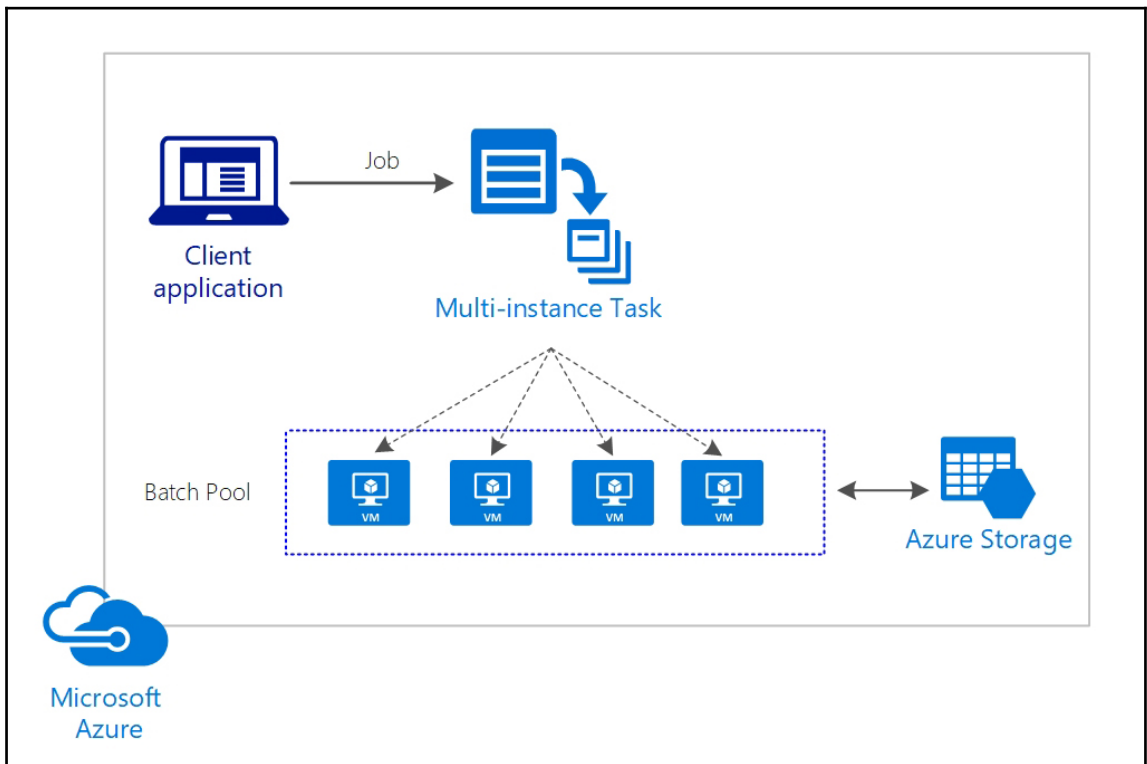 Job
Client
application
Multi-instance Task
Batch Pool
VM
VM
VM
VM
Azure Storage
Microsoft
Azure